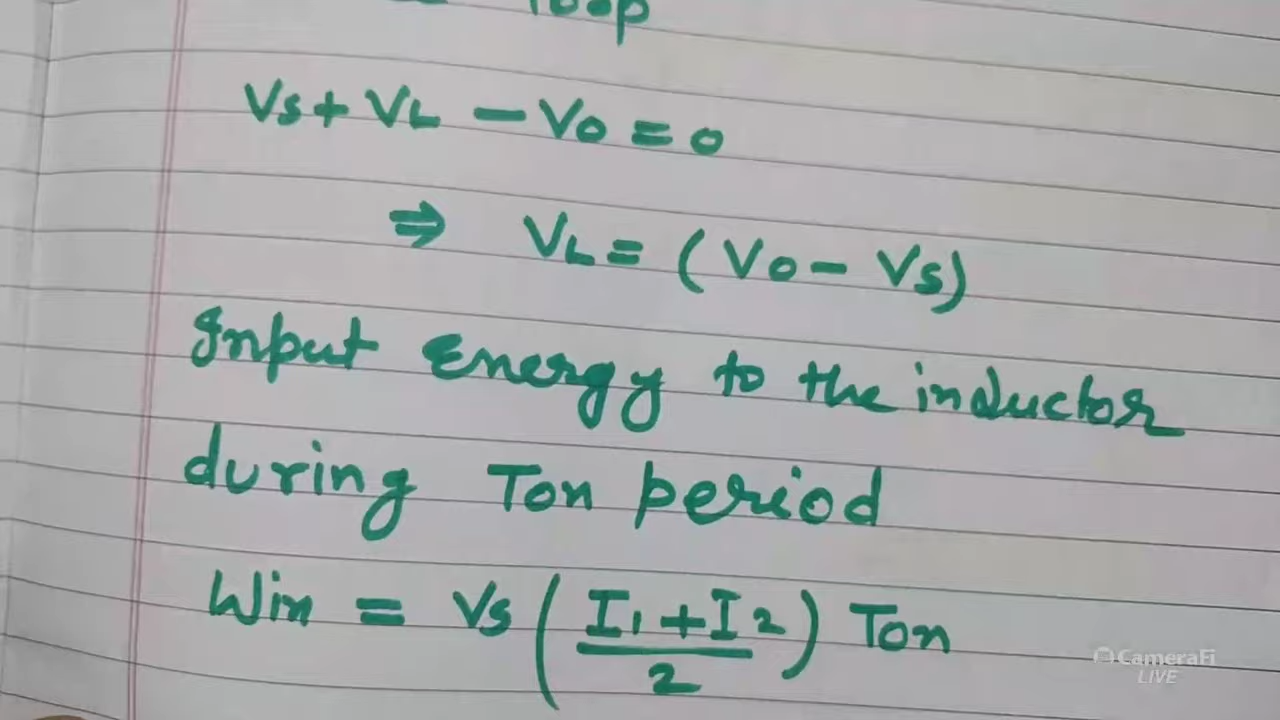 loop
Vs + VL - Vo = 0
⇒ VL = (Vo - Vs)
Input Energy to the inductor
during Ton period
Win = Vs ( I1 + I2 / 2 ) Ton
CameraFi
LIVE